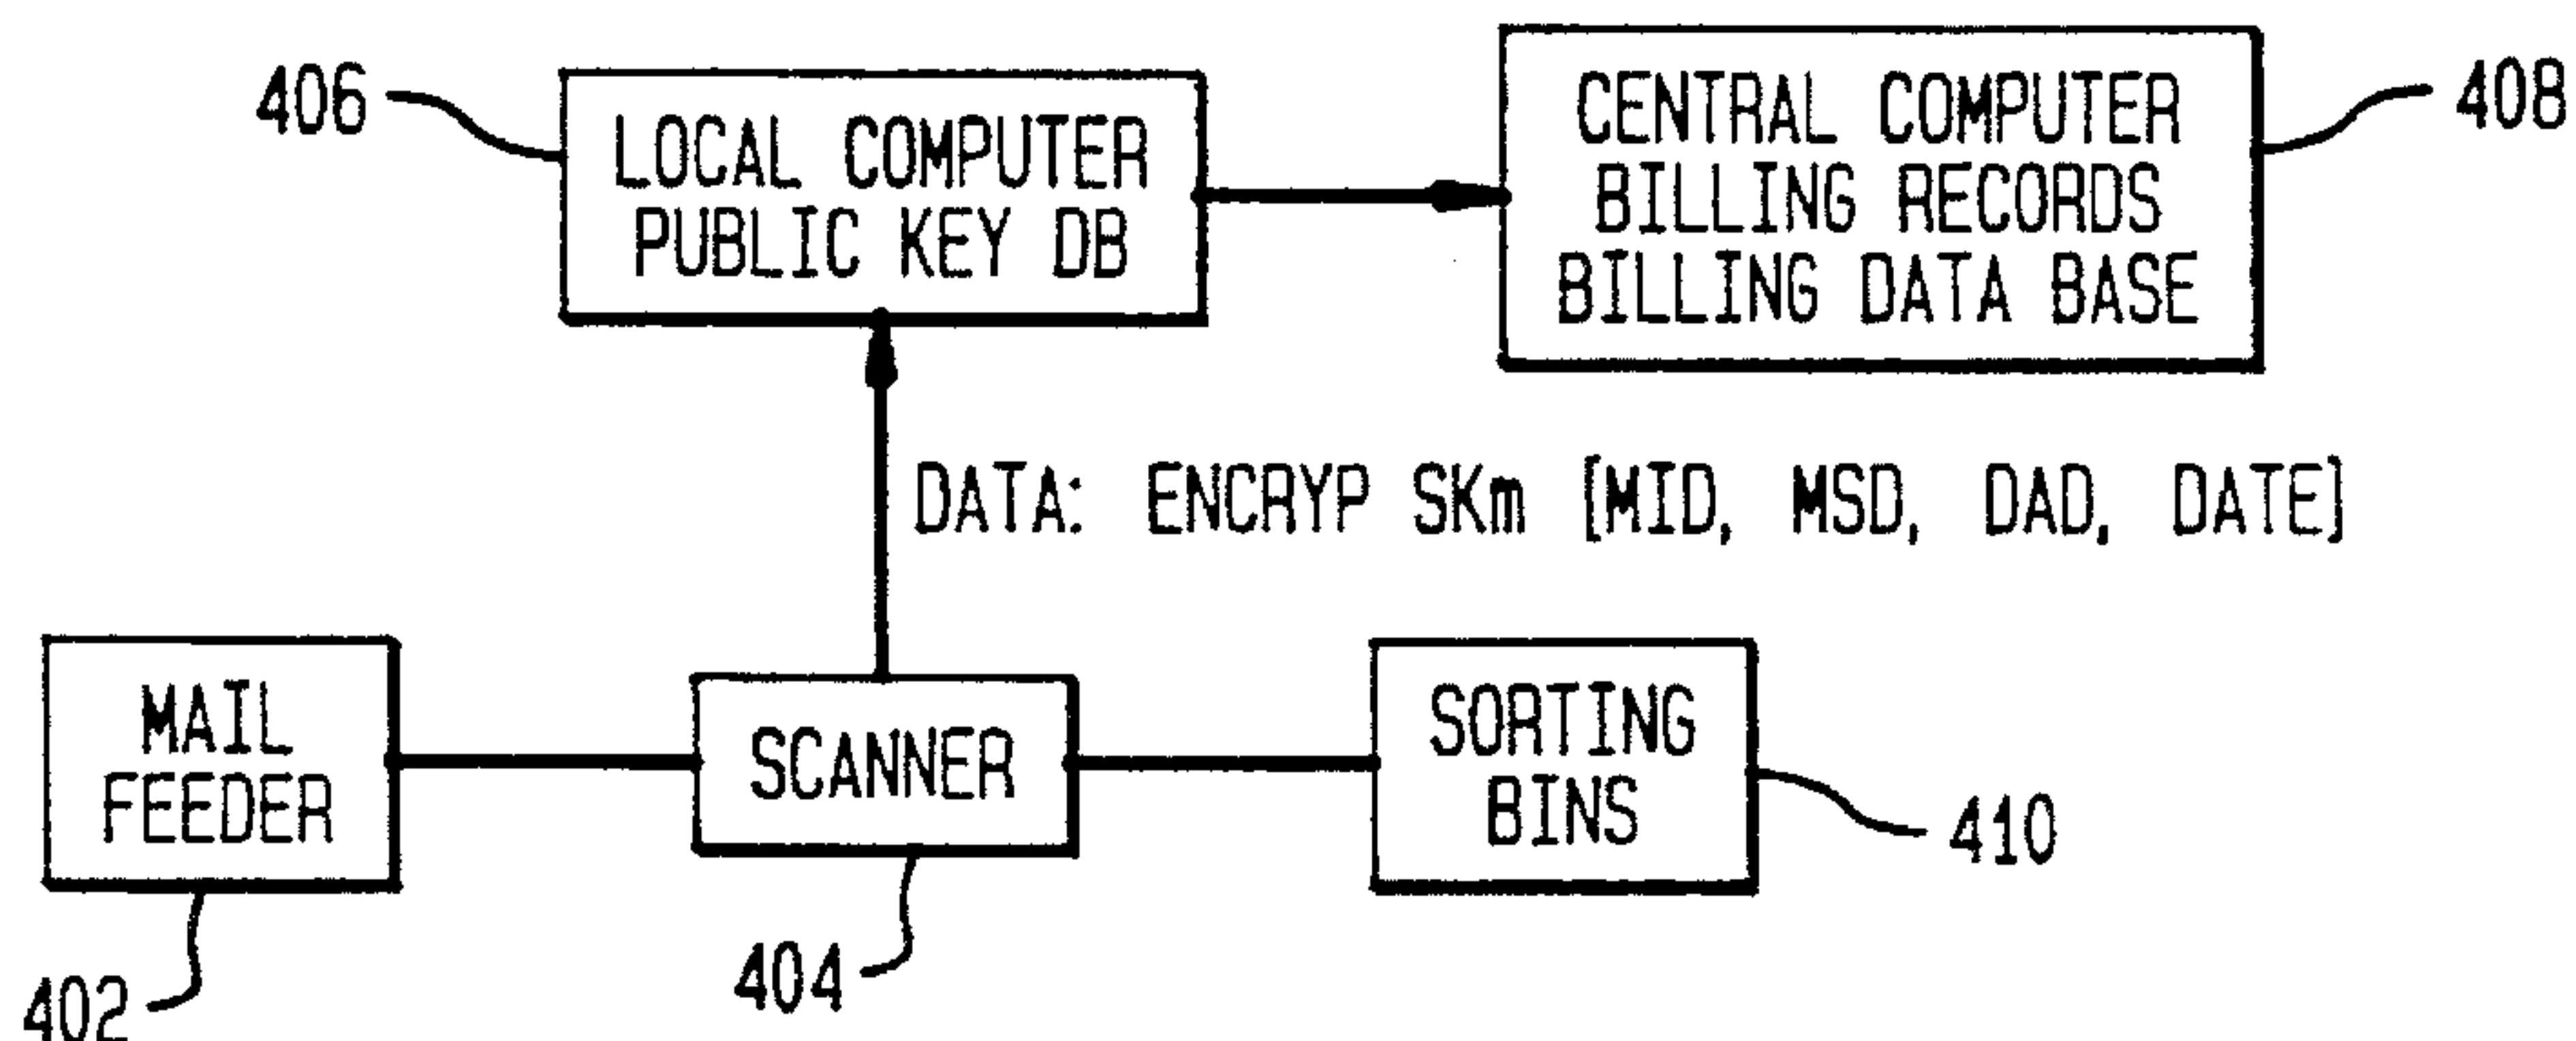 406
LOCAL COMPUTER
PUBLIC KEY DB
CENTRAL COMPUTER
BILLING RECORDS
BILLING DATA BASE
408
DATA: ENCRYP SKm [MID, MSD, DAD, DATE]
MAIL
FEEDER
SCANNER
SORTING
BINS
410
404
402